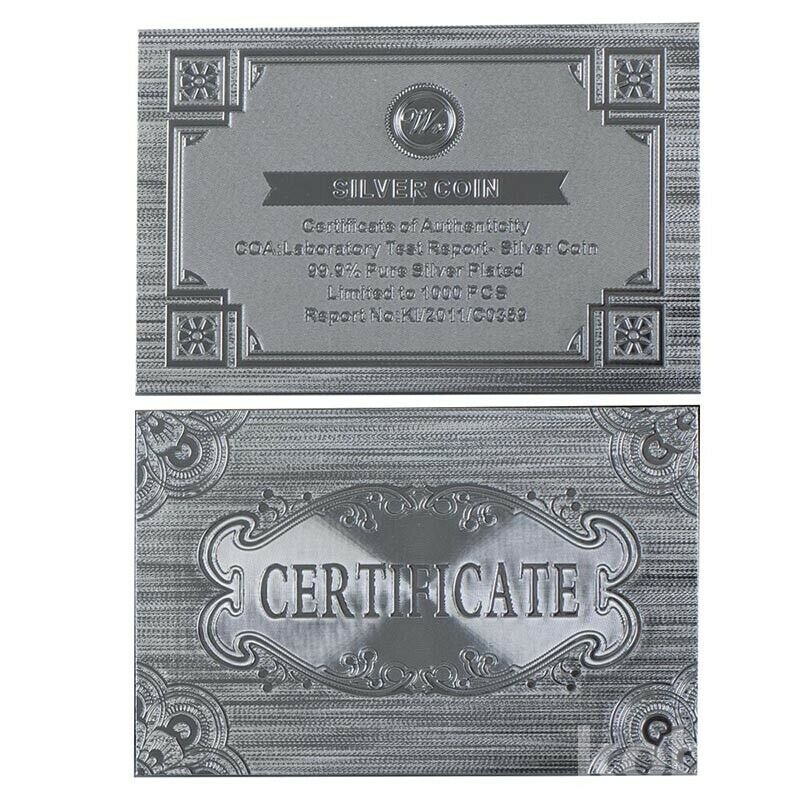 Wr
SILVER COIN
Certificate of Authenticity
COA:Laboratory Test Report- Silver Coin
99.9% Pure Silver Plated
Limited to 1000 PCS
Report No:KI/2011/C0359
CERTIFICATE